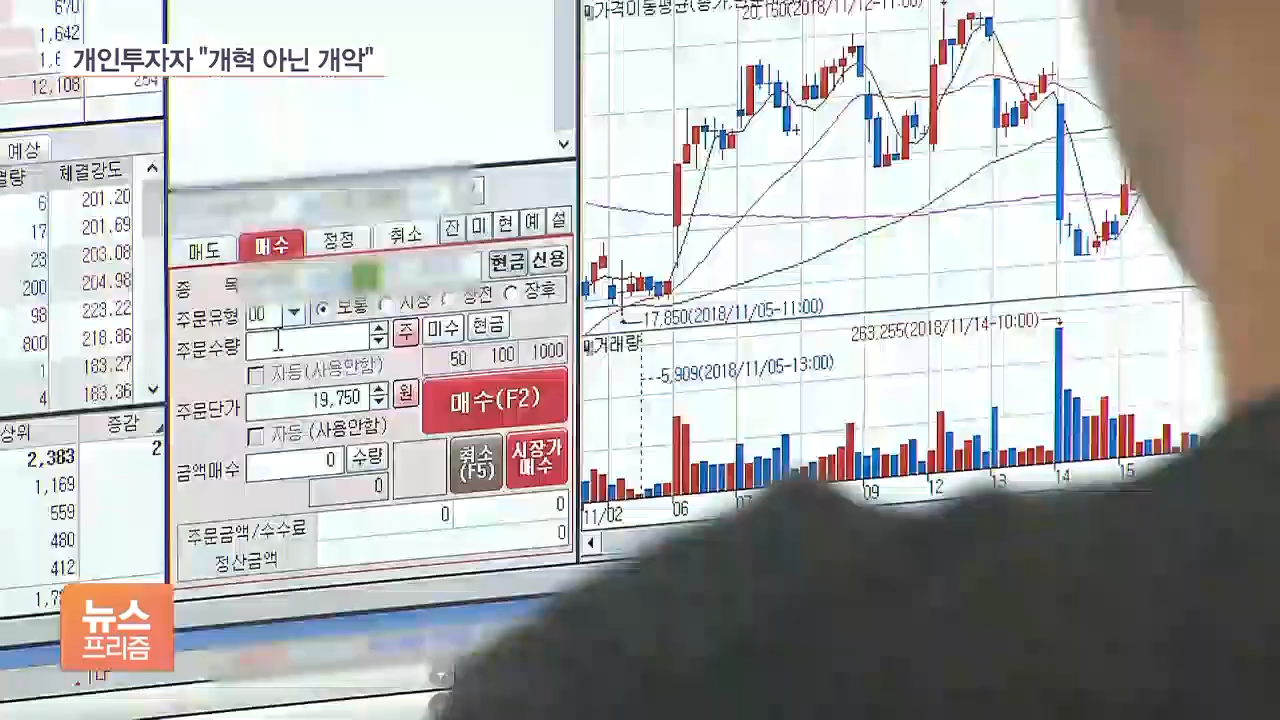 개인투자자 "개혁 아닌 개악"
670
1,642
12,108
254
예상
체결강도
6 201.20
17 201.69
23 203.08
200 204.98
98 223.22
800 218.86
1 183.27
4 183.36
상위 증감
2,383 2
1,169
559
480
412
매도 매수 정정 취소 잔 미 현 예 설
종 목 현금 신용
주문유형 00 보통 시장 장전 장후
주문수량 주 미수 현금
자동(사용안함) 50 100 1000
주문단가 19,750 원 매수(F2)
자동(사용안함)
금액매수 0 수량 취소(F5) 시장가 매수
0
주문금액/수수료 0 0
정산금액 0
20,150(2018/11/12-11:00)
17,850(2018/11/05-11:00)
263,255(2018/11/14-10:00)
거래량
5,909(2018/11/05-13:00)
11/02 06 07 09 12 13 14 15
뉴스
프리즘